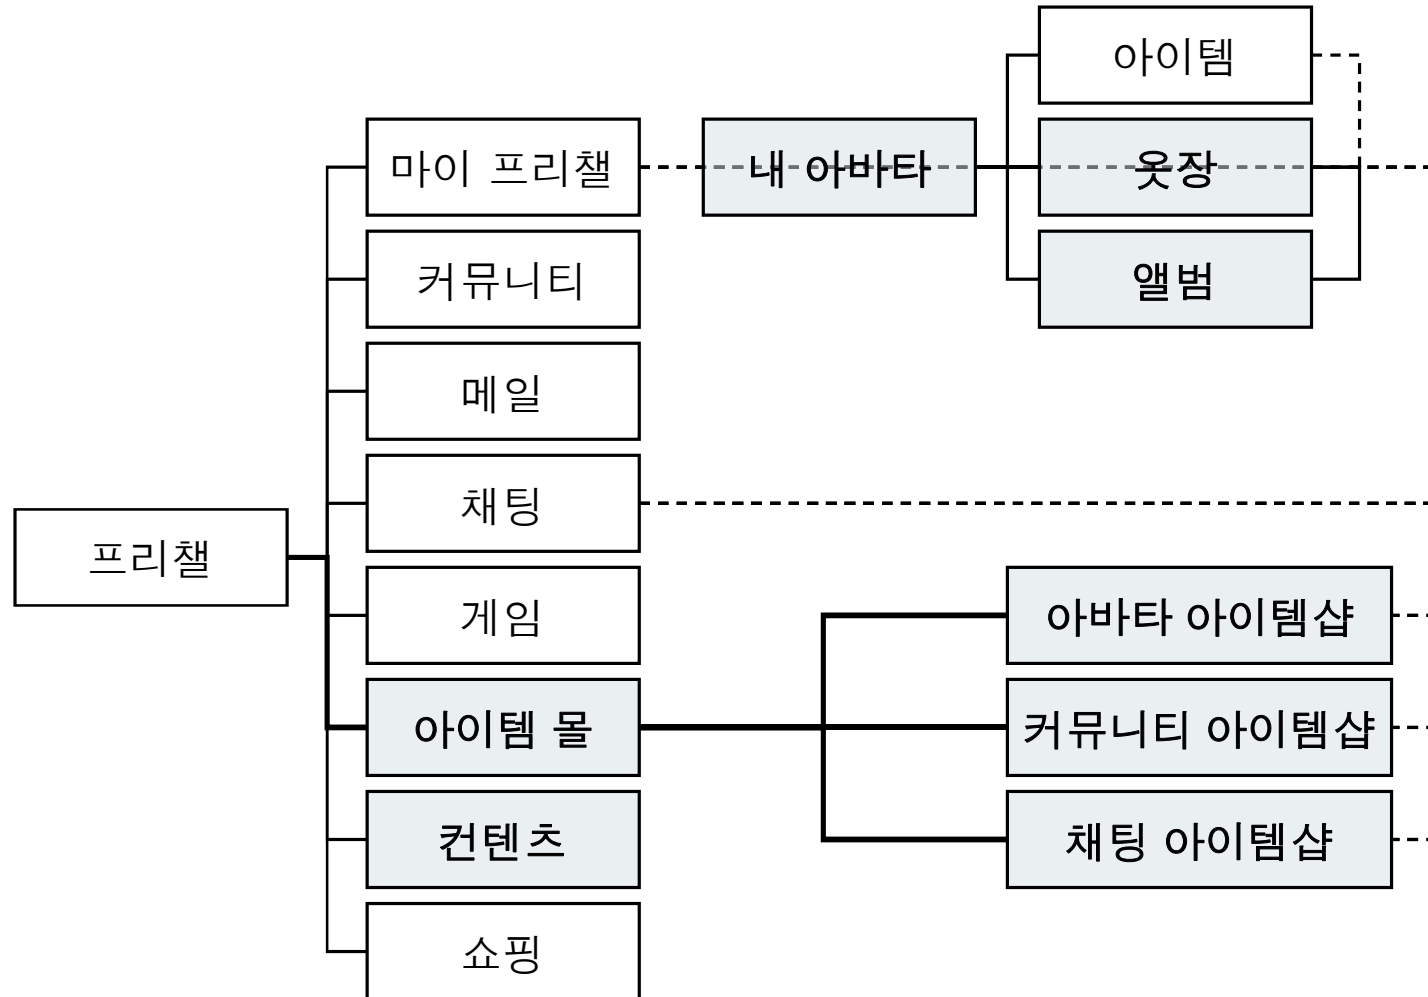 아이템
마이 프리챌
내 아바타
옷장
커뮤니티
앨범
메일
채팅
프리챌
게임
아바타 아이템샵
아이템 몰
커뮤니티 아이템샵
컨텐츠
채팅 아이템샵
쇼핑